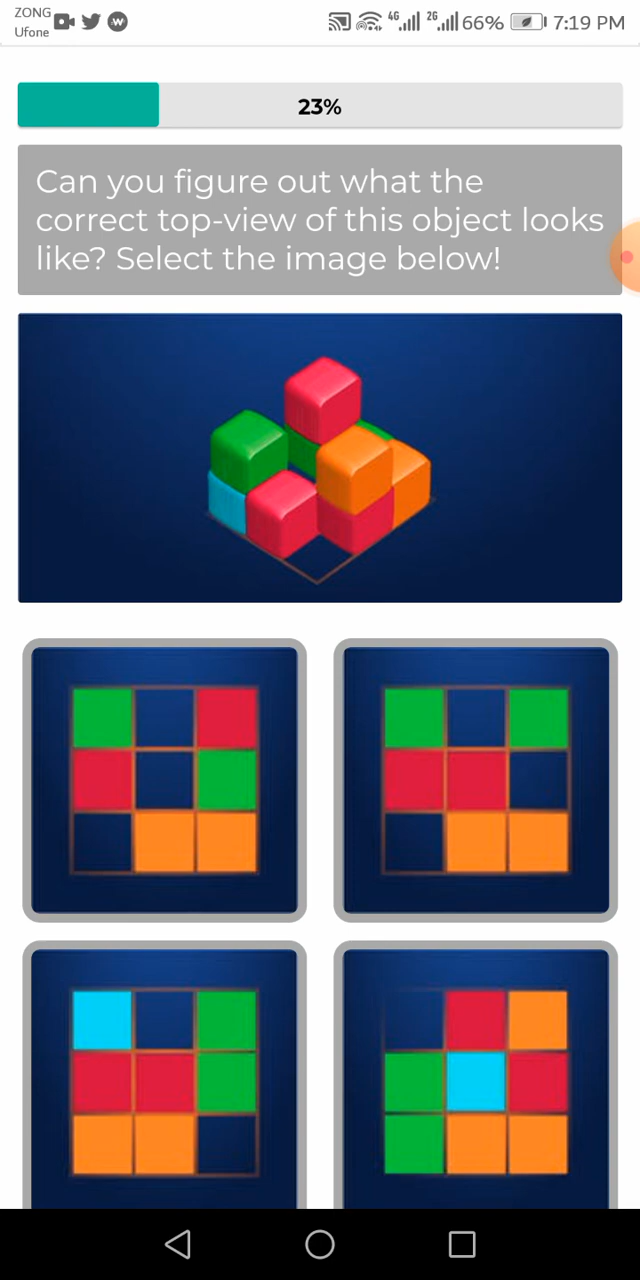 ZONG
Ufone
4G
2G
66%
7:19 PM
23%
Can you figure out what the
correct top-view of this object looks
like? Select the image below!